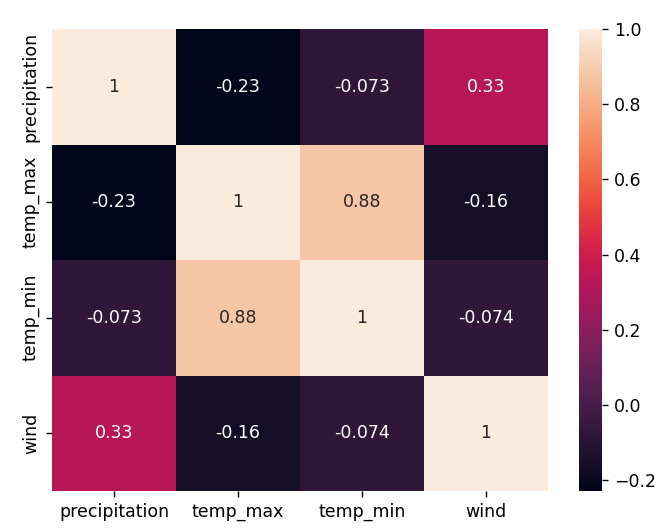 precipitation 1 -0.23 -0.073 0.33
temp_max -0.23 1 0.88 -0.16
temp_min -0.073 0.88 1 -0.074
wind 0.33 -0.16 -0.074 1
precipitation temp_max temp_min wind
1.0
0.8
0.6
0.4
0.2
0.0
−0.2